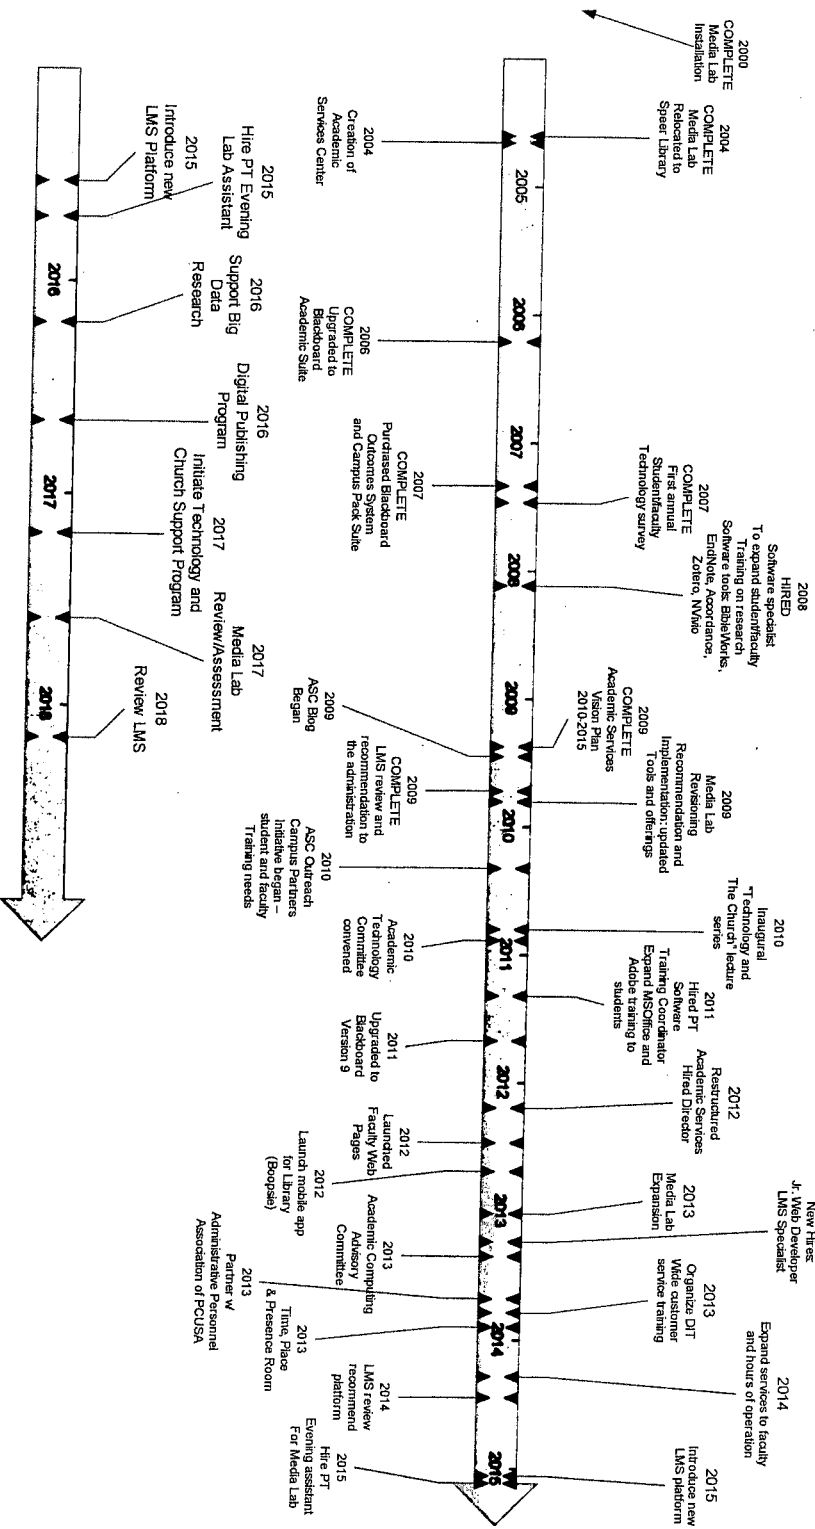 2000
COMPLETE
Media Lab
Installation
2004
COMPLETE
Media Lab
Relocated to
Speer Library
2007
COMPLETE
First annual
Student/faculty
Technology survey
2008
Software specialist
HIRED
To expand student/faculty
Training on research
Software tools: BibleWorks,
EndNote, Accordance,
Zotero, NVivo
2009
COMPLETE
Academic Services
Vision Plan
2010-2015
2009
Media Lab
Revisioning
Recommendation and
Implementation: updated
Tools and offerings
2010
Inaugural
"Technology and
The Church" lecture
series
2011
Hired PT
Software
Training Coordinator
Expand MSOffice and
Adobe training to
students
2012
Restructured
Academic Services
Hired Director
2013
Media Lab
Expansion
New Hires:
Jr. Web Developer
LMS Specialist
2013
Organize DIT
Wide customer
service training
2014
Expand services to faculty
and hours of operation
2015
Introduce new
LMS platform
2005
2006
2007
2008
2009
2010
2011
2012
2013
2014
2015
2004
Creation of
Academic
Services Center
2006
COMPLETE
Upgraded to
Blackboard
Academic Suite
2007
COMPLETE
Purchased Blackboard
Outcomes System
and Campus Pack Suite
2009
ASC Blog
Began
2009
COMPLETE
LMS review and
recommendation to
the administration
2010
ASC Outreach
Campus Partners
Initiative began –
student and faculty
Training needs
2010
Academic
Technology
Committee
convened
2011
Upgraded to
Blackboard
Version 9
2012
Launched
Faculty Web
Pages
2012
Launch mobile app
for Library
(Boopsie)
2013
Academic Computing
Advisory
Committee
2013
Partner w/
Administrative Personnel
Association of PCUSA
2013
Time, Place
& Presence Room
2014
LMS review
recommend
platform
2015
Hire PT
Evening assistant
For Media Lab
2015
Introduce new
LMS Platform
2015
Hire PT Evening
Lab Assistant
2016
Support Big
Data
Research
2016
Digital Publishing
Program
2017
Initiate Technology and
Church Support Program
2017
Media Lab
Review/Assessment
2018
Review LMS
2016
2017
2018